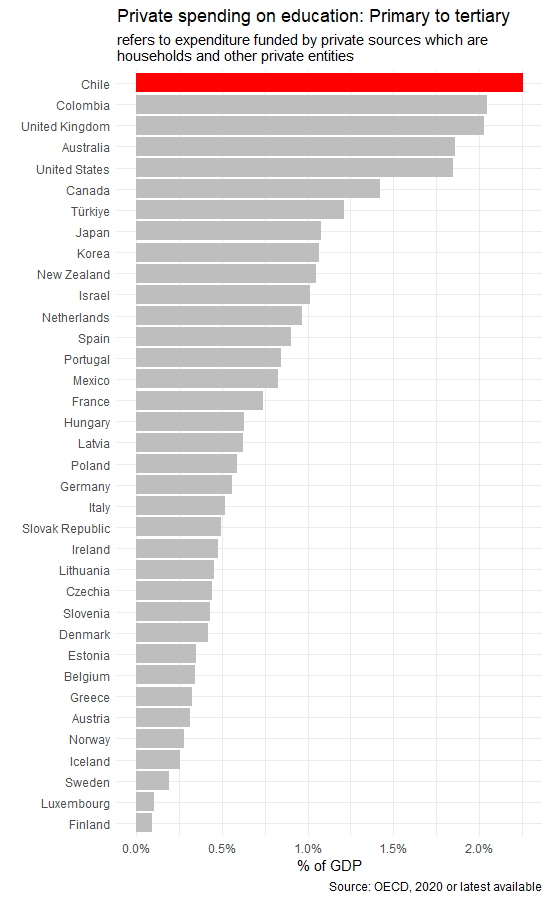 Private spending on education: Primary to tertiary
refers to expenditure funded by private sources which are
households and other private entities
Chile
Colombia
United Kingdom
Australia
United States
Canada
Türkiye
Japan
Korea
New Zealand
Israel
Netherlands
Spain
Portugal
Mexico
France
Hungary
Latvia
Poland
Germany
Italy
Slovak Republic
Ireland
Lithuania
Czechia
Slovenia
Denmark
Estonia
Belgium
Greece
Austria
Norway
Iceland
Sweden
Luxembourg
Finland
0.0% 0.5% 1.0% 1.5% 2.0%
% of GDP
Source: OECD, 2020 or latest available